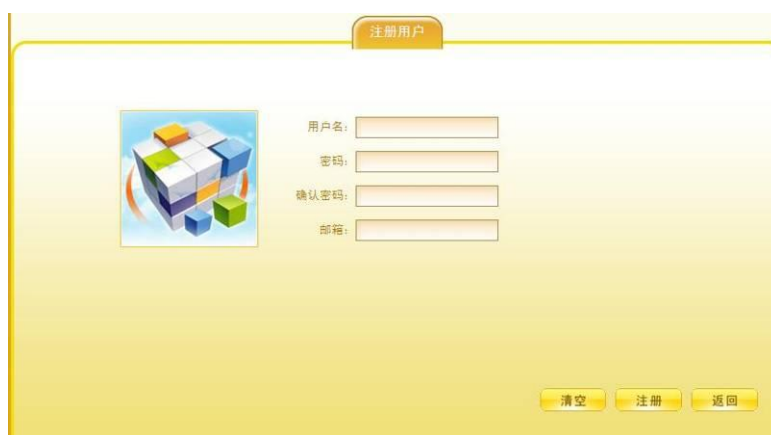 注册用户
用户名：
密码：
确认密码：
邮箱：
清空 注册 返回